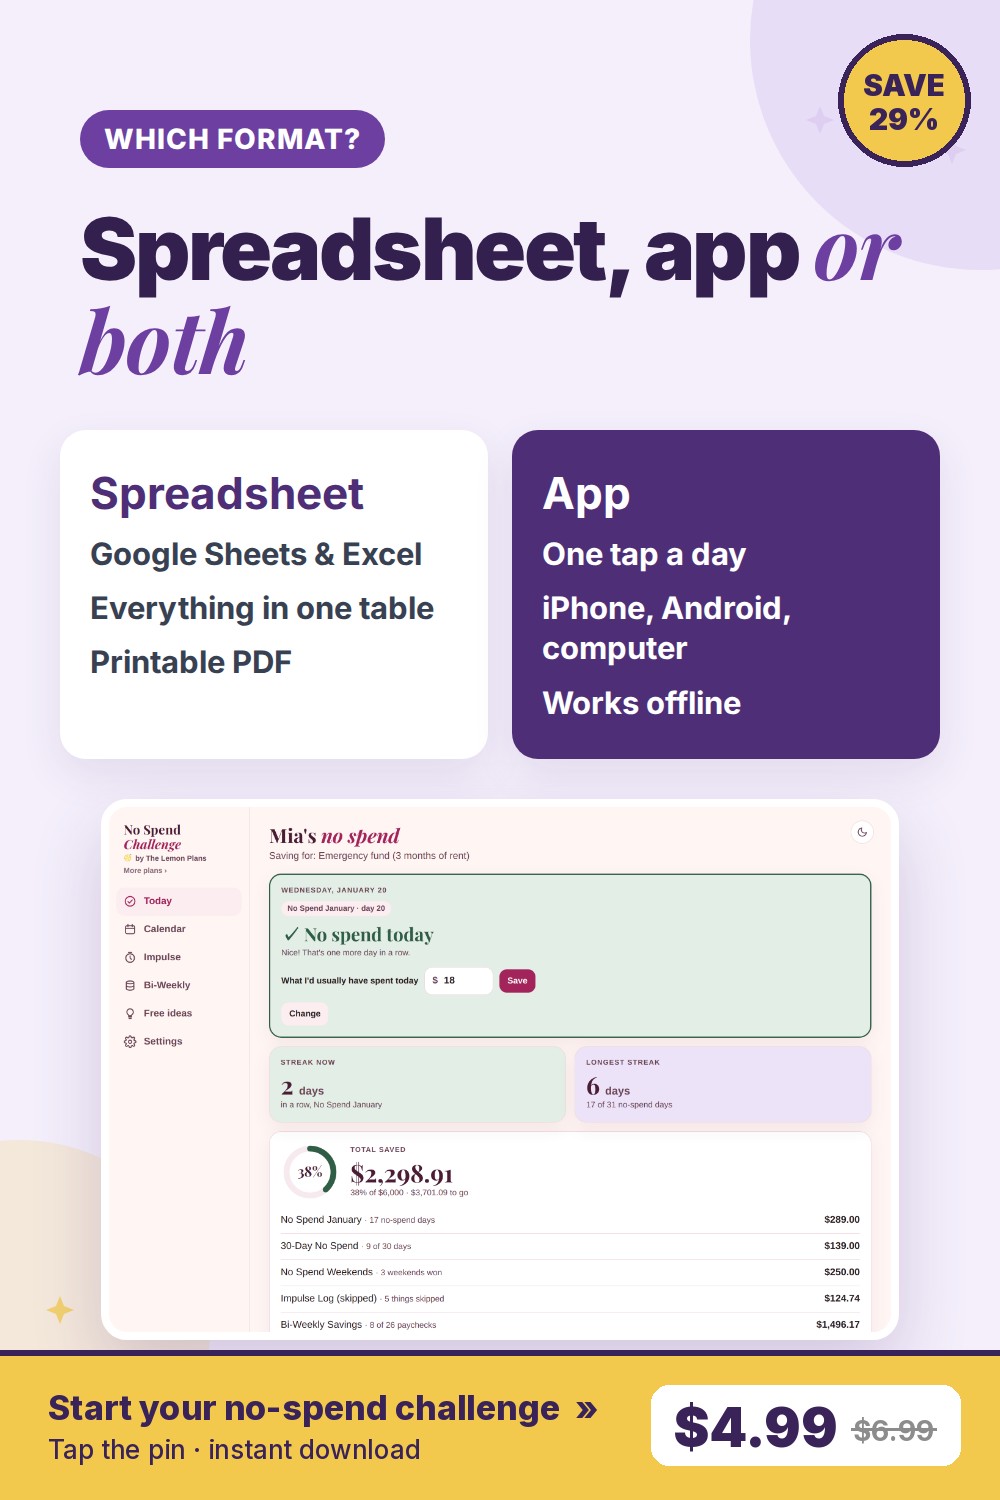 SAVE
29%
WHICH FORMAT?
Spreadsheet, app or
both
Spreadsheet
Google Sheets & Excel
Everything in one table
Printable PDF
App
One tap a day
iPhone, Android,
computer
Works offline
No Spend
Challenge
by The Lemon Plans
More plans ›
Today
Calendar
Impulse
Bi-Weekly
Free ideas
Settings
Mia's no spend
Saving for: Emergency fund (3 months of rent)
WEDNESDAY, JANUARY 20
No Spend January · day 20
✓ No spend today
Nice! That's one more day in a row.
What I'd usually have spent today $ 18 Save
Change
STREAK NOW
2 days
in a row, No Spend January
LONGEST STREAK
6 days
17 of 31 no-spend days
38%
TOTAL SAVED
$2,298.91
38% of $6,000 · $3,701.09 to go
No Spend January · 17 no-spend days $289.00
30-Day No Spend · 9 of 30 days $139.00
No Spend Weekends · 3 weekends won $250.00
Impulse Log (skipped) · 5 things skipped $124.74
Bi-Weekly Savings · 8 of 26 paychecks $1,496.17
Start your no-spend challenge »
Tap the pin · instant download
$4.99 $6.99